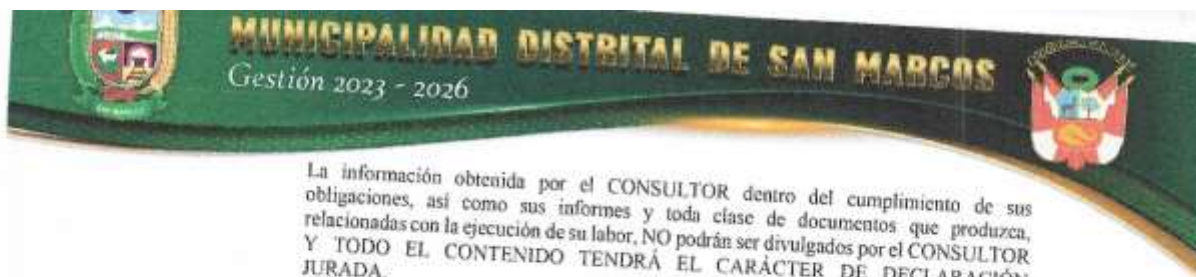 MUNICIPALIDAD DISTRITAL DE SAN MARCOS
Gestión 2023 - 2026
La información obtenida por el CONSULTOR dentro del cumplimiento de sus
obligaciones, así como sus informes y toda clase de documentos que produzca,
relacionadas con la ejecución de su labor, NO podrán ser divulgados por el CONSULTOR
Y TODO EL CONTENIDO TENDRÁ EL CARÁCTER DE DECLARACIÓN
JURADA.